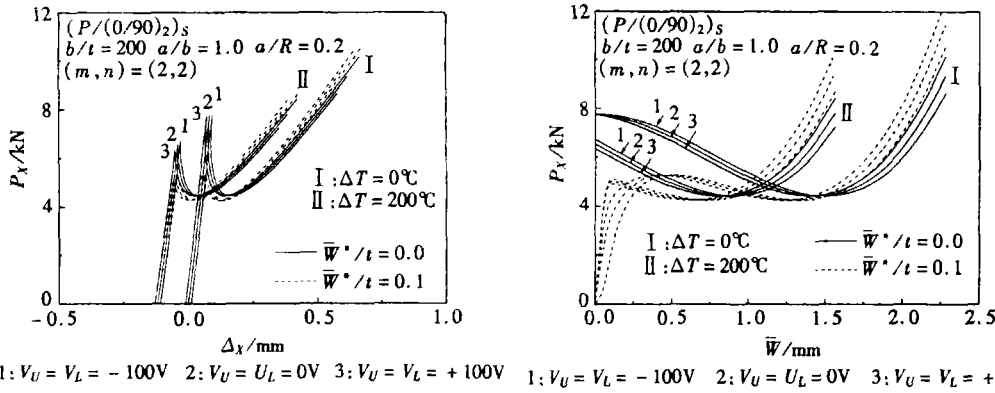 12
(P/(0/90)₂)s
b/t=200 a/b=1.0 a/R=0.2
(m,n)=(2,2)
Ⅱ
Ⅰ
3 2 1
2 1
3
8
4
0
P_X/kN
Ⅰ:ΔT=0℃
Ⅱ:ΔT=200℃
W̄*/t=0.0
W̄*/t=0.1
-0.5 0.0 0.5 1.0
Δ_X/mm
1:V_U=V_L=-100V 2:V_U=U_L=0V 3:V_U=V_L=+100V
12
(P/(0/90)₂)s
b/t=200 a/b=1.0 a/R=0.2
(m,n)=(2,2)
Ⅰ
Ⅱ
1 2 3
1 2 3
8
4
0
P_X/kN
Ⅰ:ΔT=0℃
Ⅱ:ΔT=200℃
W̄*/t=0.0
W̄*/t=0.1
0.0 0.5 1.0 1.5 2.0 2.5
W̄/mm
1:V_U=V_L=-100V 2:V_U=U_L=0V 3:V_U=V_L=+